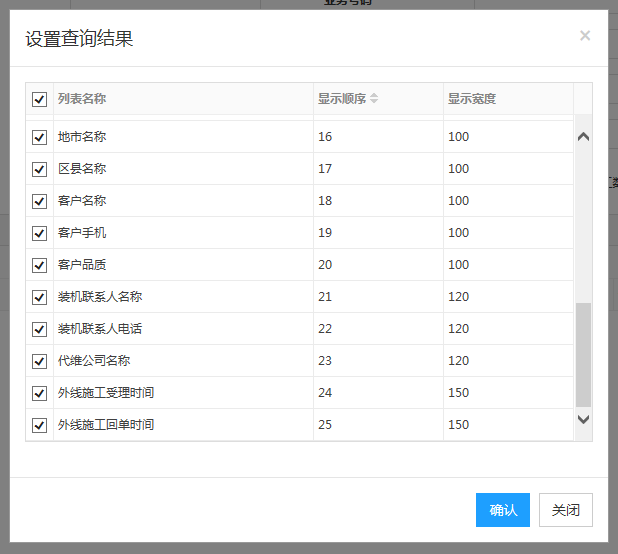 业务号码
设置查询结果
×
列表名称 显示顺序 显示宽度
地市名称 16 100
区县名称 17 100
客户名称 18 100
客户手机 19 100
客户品质 20 100
装机联系人名称 21 120
装机联系人电话 22 120
代维公司名称 23 120
外线施工受理时间 24 150
外线施工回单时间 25 150
确认 关闭